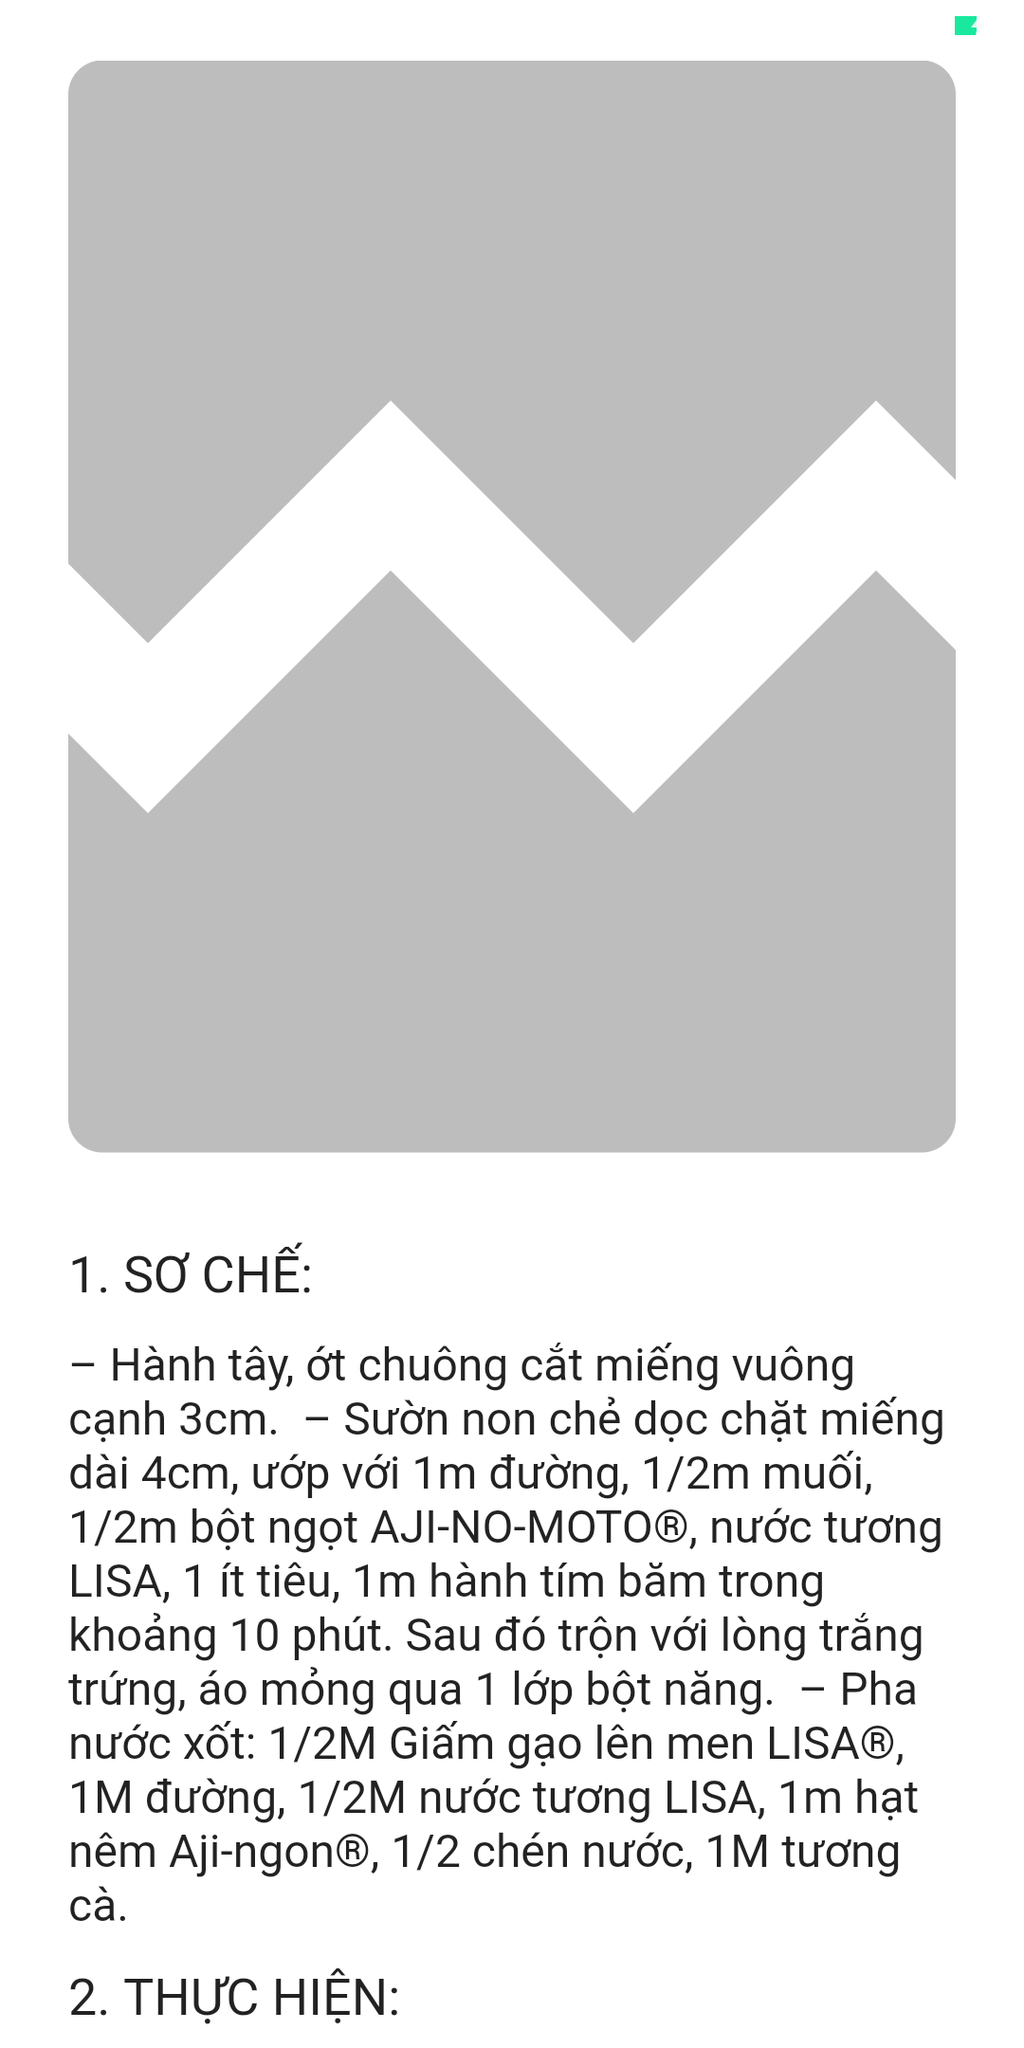 1. SƠ CHẾ:
– Hành tây, ớt chuông cắt miếng vuông
cạnh 3cm.  – Sườn non chẻ dọc chặt miếng
dài 4cm, ướp với 1m đường, 1/2m muối,
1/2m bột ngọt AJI-NO-MOTO®, nước tương
LISA, 1 ít tiêu, 1m hành tím băm trong
khoảng 10 phút. Sau đó trộn với lòng trắng
trứng, áo mỏng qua 1 lớp bột năng.  – Pha
nước xốt: 1/2M Giấm gạo lên men LISA®,
1M đường, 1/2M nước tương LISA, 1m hạt
nêm Aji-ngon®, 1/2 chén nước, 1M tương
cà.
2. THỰC HIỆN: